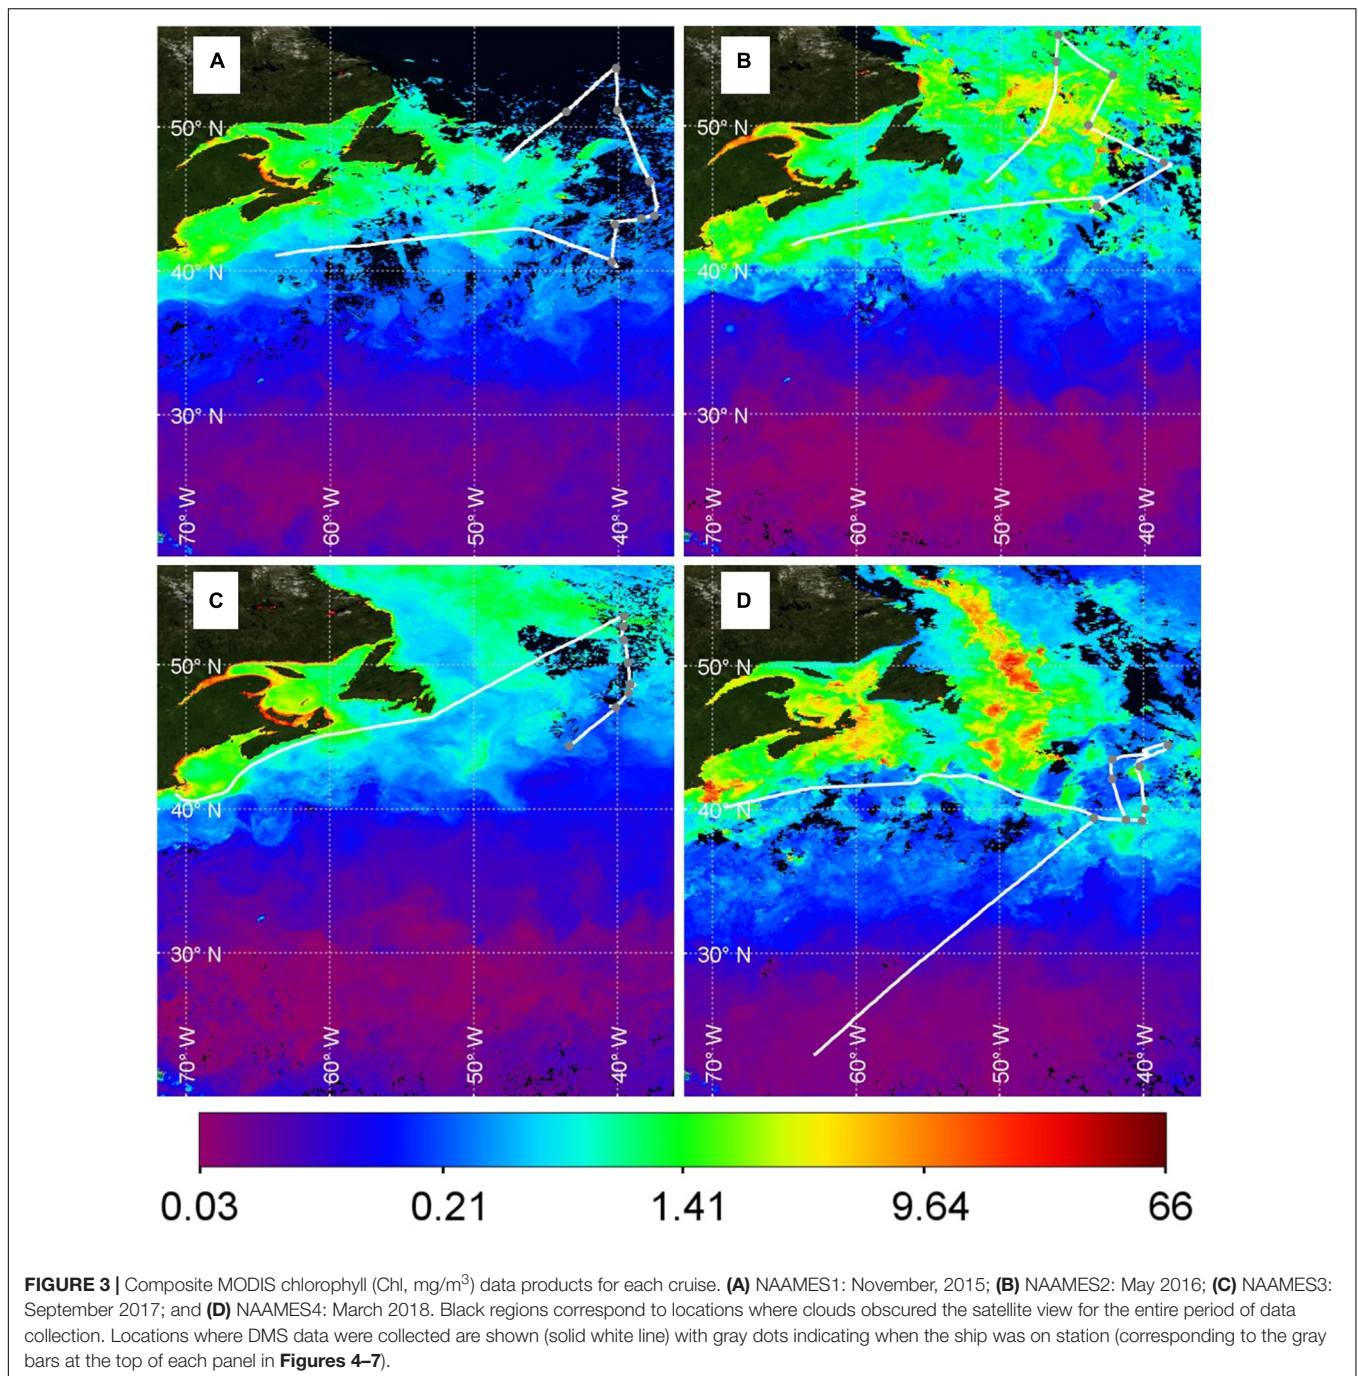 A
B
50° N
50° N
40° N
40° N
30° N
30° N
70° W
60° W
50° W
40° W
70° W
60° W
50° W
40° W
C
D
50° N
50° N
40° N
40° N
30° N
30° N
70° W
60° W
50° W
40° W
70° W
60° W
50° W
40° W
0.03 0.21 1.41 9.64 66
FIGURE 3 | Composite MODIS chlorophyll (Chl, mg/m³) data products for each cruise. (A) NAAMES1: November, 2015; (B) NAAMES2: May 2016; (C) NAAMES3:
September 2017; and (D) NAAMES4: March 2018. Black regions correspond to locations where clouds obscured the satellite view for the entire period of data
collection. Locations where DMS data were collected are shown (solid white line) with gray dots indicating when the ship was on station (corresponding to the gray
bars at the top of each panel in Figures 4–7).